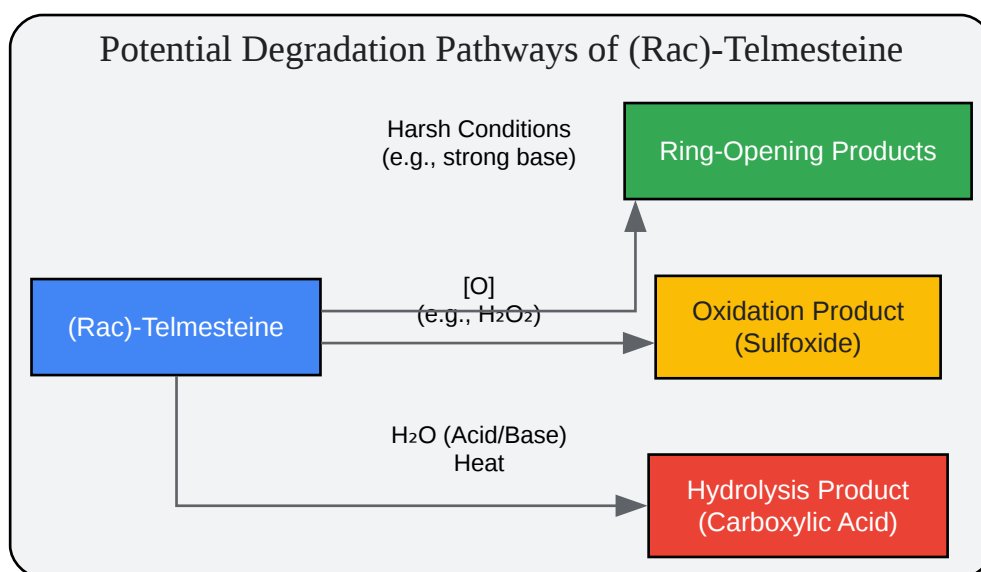 Potential Degradation Pathways of (Rac)-Telmesteine
Harsh Conditions
(e.g., strong base)
Ring-Opening Products
(Rac)-Telmesteine
[O]
(e.g., H₂O₂)
Oxidation Product
(Sulfoxide)
H₂O (Acid/Base)
Heat
Hydrolysis Product
(Carboxylic Acid)